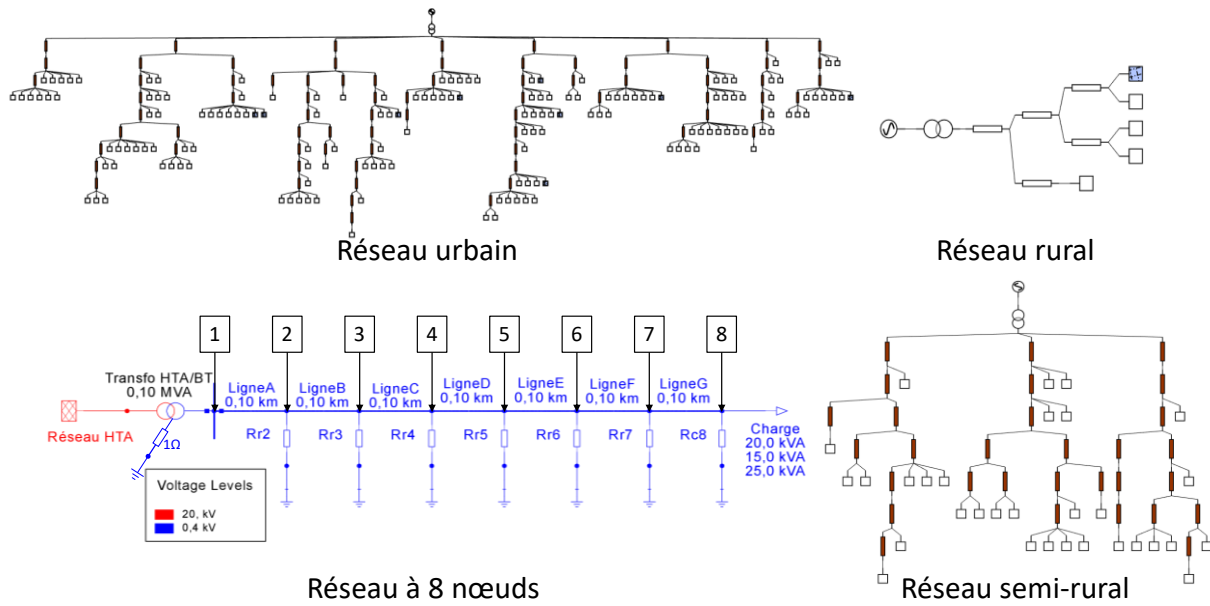 Réseau urbain
Réseau rural
1
2
3
4
5
6
7
8
Transfo HTA/BT
0,10 MVA
LigneA
0,10 km
LigneB
0,10 km
LigneC
0,10 km
LigneD
0,10 km
LigneE
0,10 km
LigneF
0,10 km
LigneG
0,10 km
Réseau HTA
1Ω
Rr2
Rr3
Rr4
Rr5
Rr6
Rr7
Rc8
Charge
20,0 kVA
15,0 kVA
25,0 kVA
Voltage Levels
20, kV
0,4 kV
Réseau à 8 nœuds
Réseau semi-rural